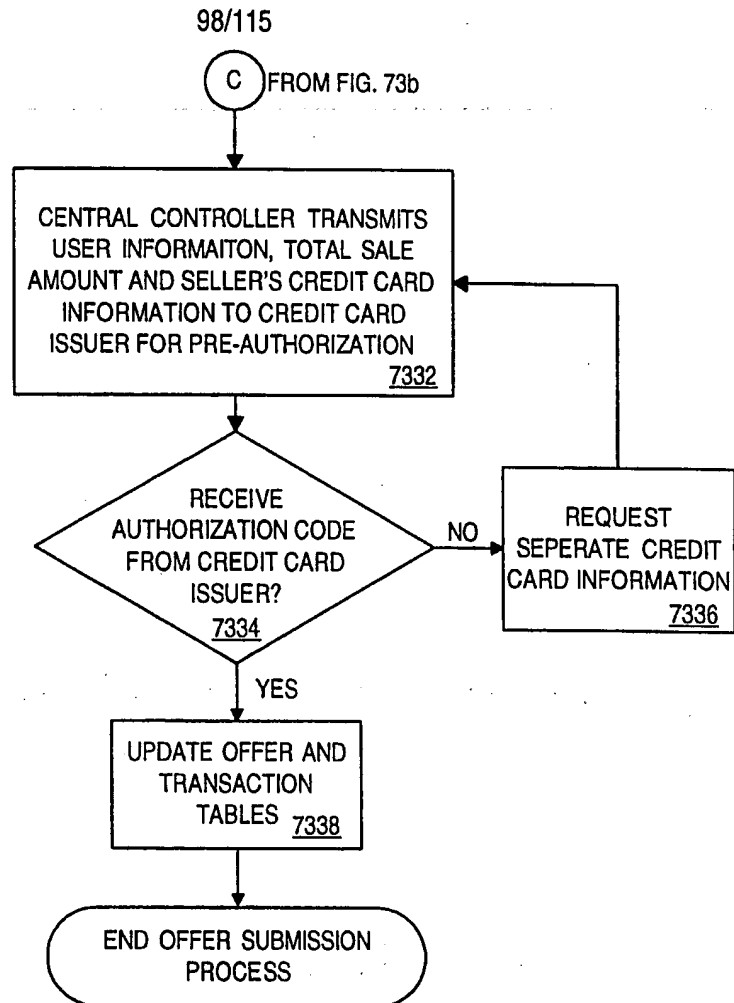 98/115
C FROM FIG. 73b
CENTRAL CONTROLLER TRANSMITS
USER INFORMAITON, TOTAL SALE
AMOUNT AND SELLER'S CREDIT CARD
INFORMATION TO CREDIT CARD
ISSUER FOR PRE-AUTHORIZATION
7332
RECEIVE
AUTHORIZATION CODE
FROM CREDIT CARD
ISSUER?
7334
NO
REQUEST
SEPERATE CREDIT
CARD INFORMATION
7336
YES
UPDATE OFFER AND
TRANSACTION
TABLES 7338
END OFFER SUBMISSION
PROCESS